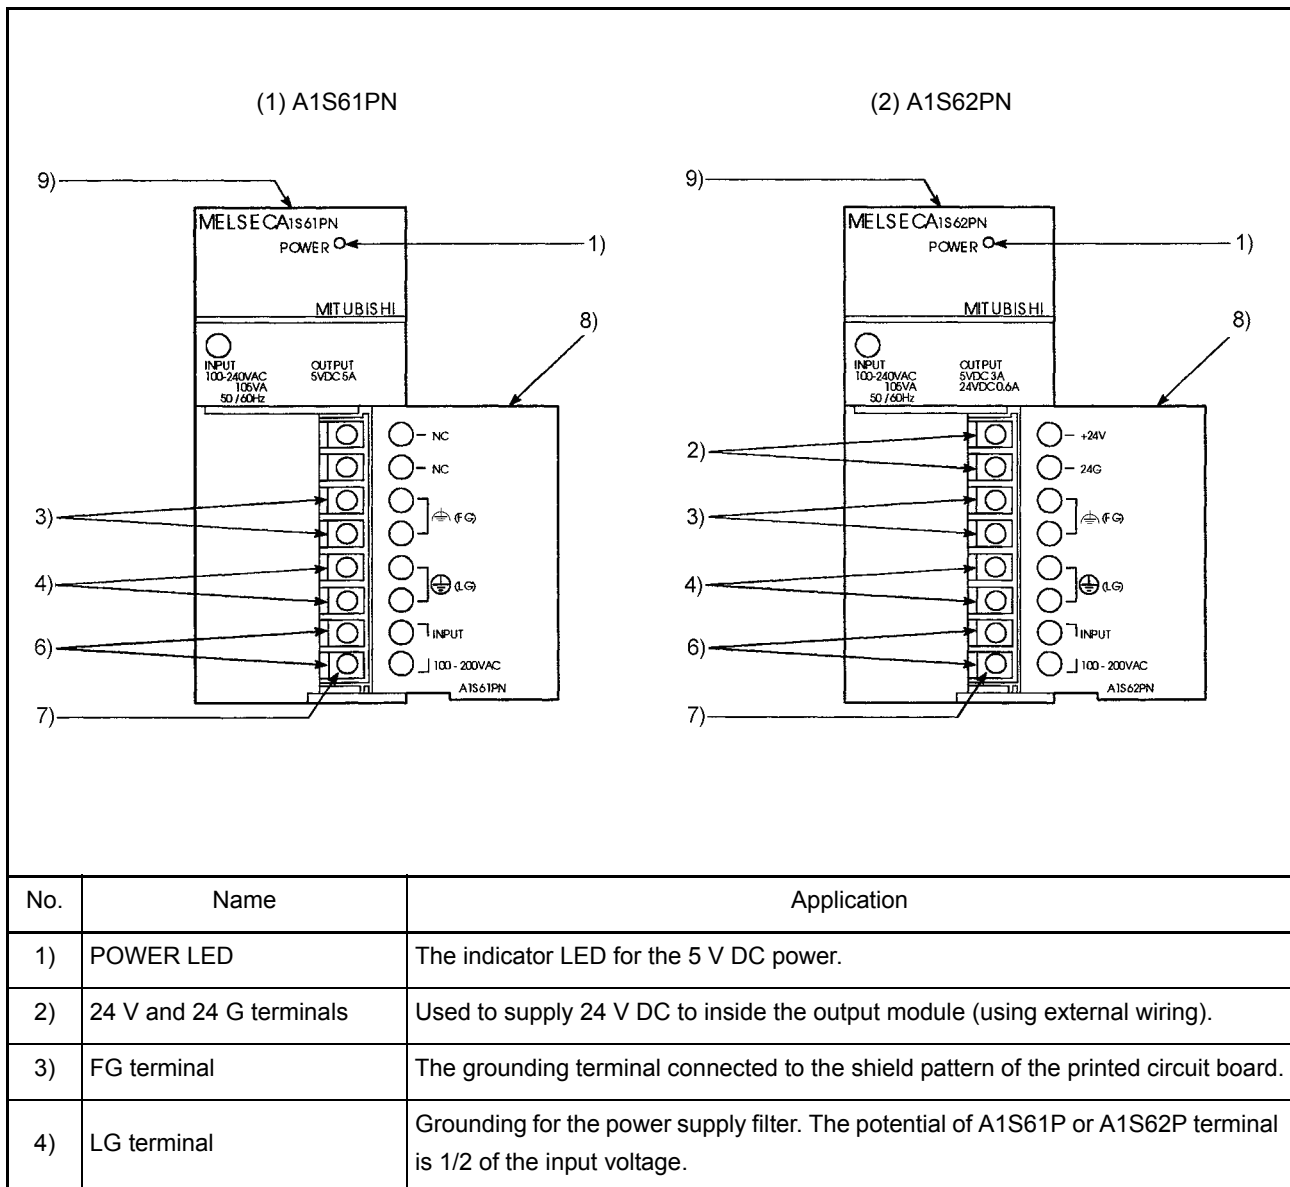 (1) A1S61PN
(2) A1S62PN
9)
MELSECA1S61PN
POWER
1)
MITUBISHI
8)
INPUT
100-240VAC
105VA
50/60Hz
OUTPUT
5VDC 5A
NC
NC
3)
(FG)
4)
(LG)
6)
INPUT
100-200VAC
A1S61PN
7)
9)
MELSECA1S62PN
POWER
1)
MITUBISHI
8)
INPUT
100-240VAC
105VA
50/60Hz
OUTPUT
5VDC 3A
24VDC 0.6A
2)
+24V
24G
3)
(FG)
4)
(LG)
6)
INPUT
100-200VAC
A1S62PN
7)
No. Name Application
1) POWER LED The indicator LED for the 5 V DC power.
2) 24 V and 24 G terminals Used to supply 24 V DC to inside the output module (using external wiring).
3) FG terminal The grounding terminal connected to the shield pattern of the printed circuit board.
4) LG terminal Grounding for the power supply filter. The potential of A1S61P or A1S62P terminal
is 1/2 of the input voltage.